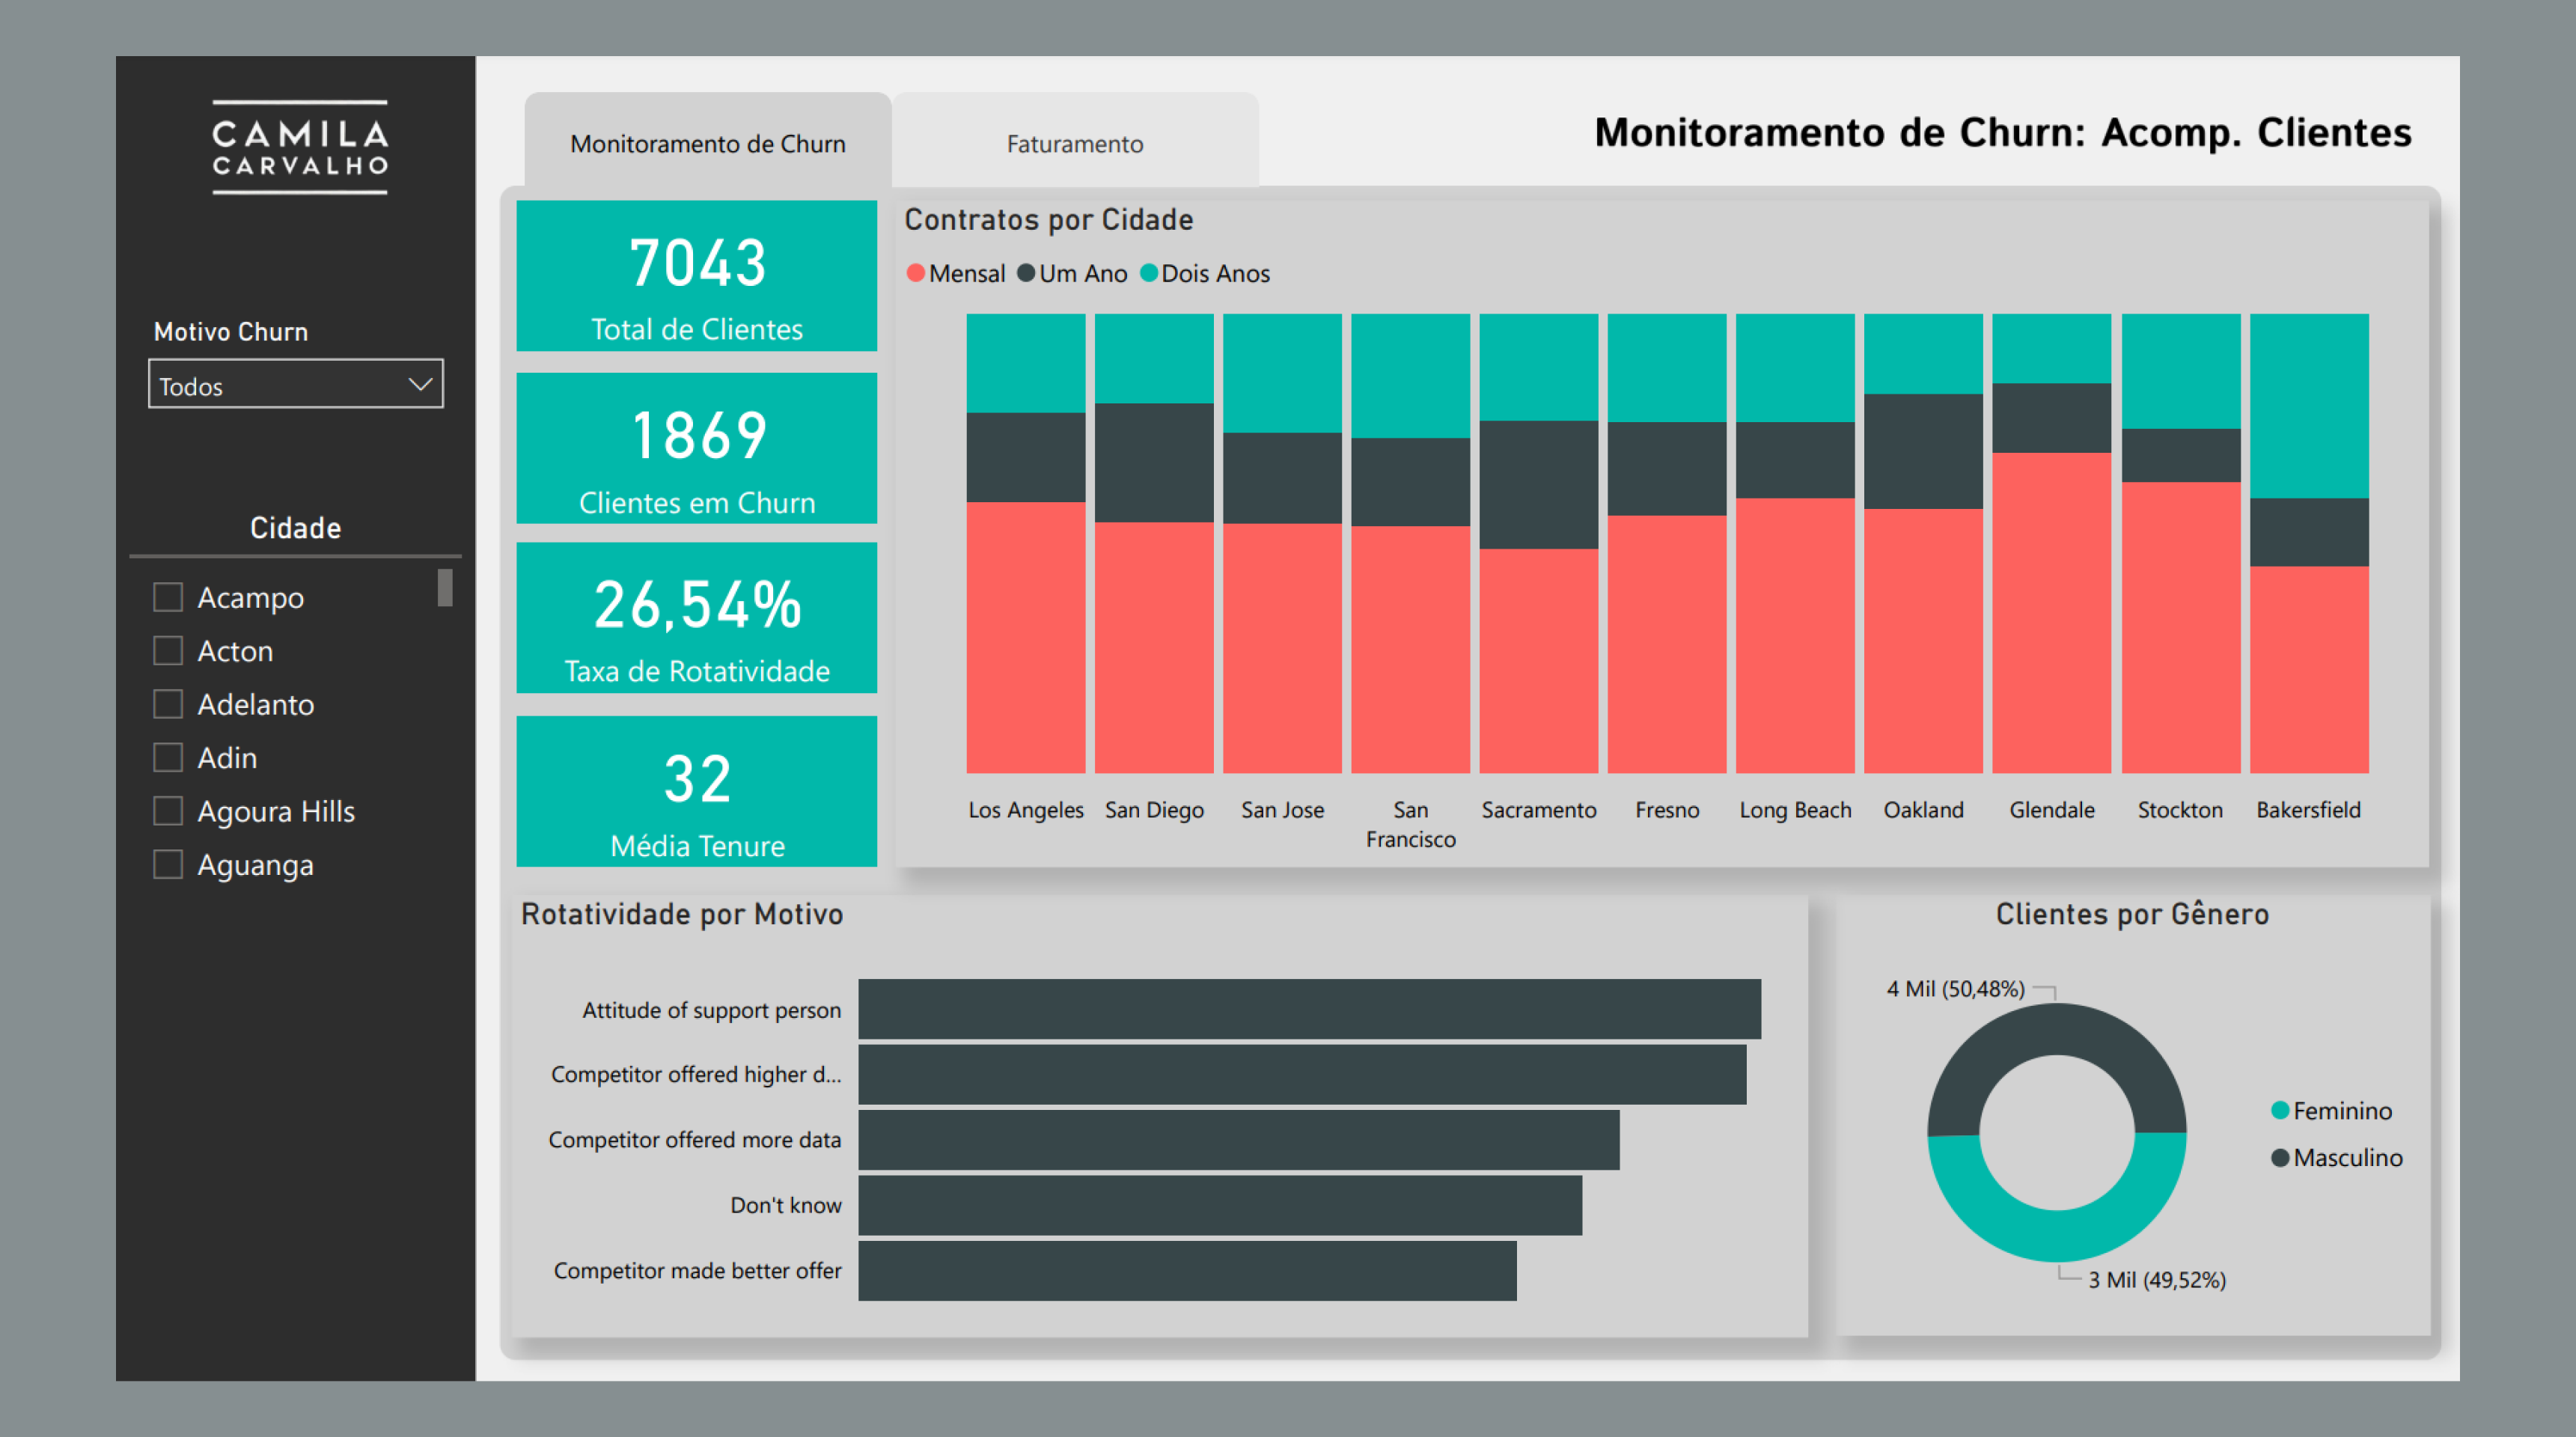 CAMILA
CARVALHO
Motivo Churn
Todos
Cidade
Acampo
Acton
Adelanto
Adin
Agoura Hills
Aguanga
Monitoramento de Churn
Faturamento
Monitoramento de Churn: Acomp. Clientes
7043
Total de Clientes
1869
Clientes em Churn
26,54%
Taxa de Rotatividade
32
Média Tenure
Contratos por Cidade
Mensal Um Ano Dois Anos
Los Angeles
San Diego
San Jose
San
Francisco
Sacramento
Fresno
Long Beach
Oakland
Glendale
Stockton
Bakersfield
Rotatividade por Motivo
Attitude of support person
Competitor offered higher d...
Competitor offered more data
Don't know
Competitor made better offer
Clientes por Gênero
4 Mil (50,48%)
3 Mil (49,52%)
Feminino
Masculino